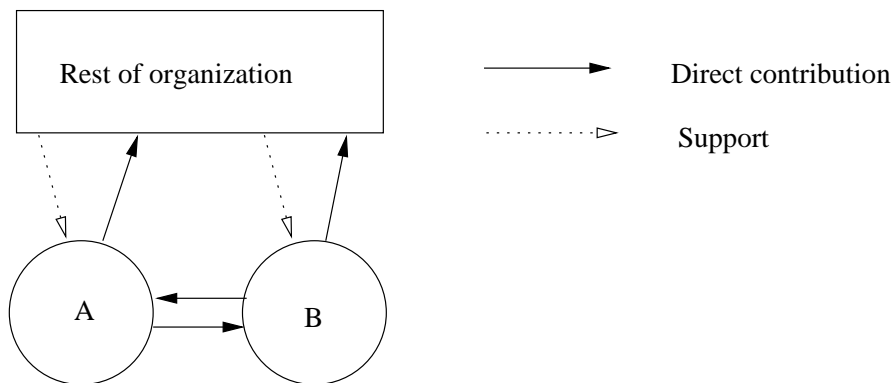 Rest of organization
Direct contribution
Support
A
B